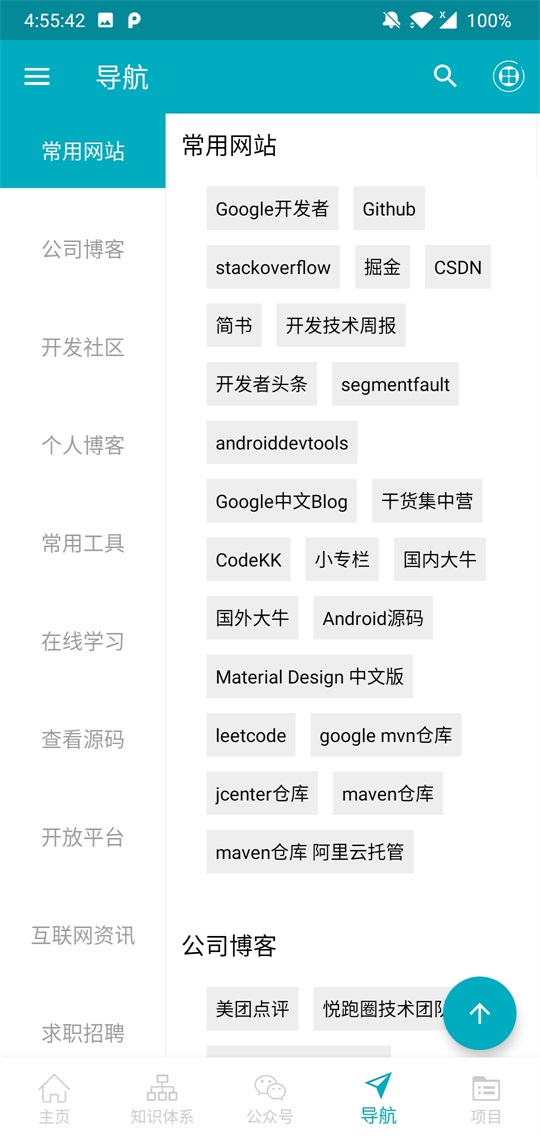 4:55:42 100%
导航
常用网站
公司博客
开发社区
个人博客
常用工具
在线学习
查看源码
开放平台
互联网资讯
求职招聘
常用网站
Google开发者 Github
stackoverflow 掘金 CSDN
简书 开发技术周报
开发者头条 segmentfault
androiddevtools
Google中文Blog 干货集中营
CodeKK 小专栏 国内大牛
国外大牛 Android源码
Material Design 中文版
leetcode google mvn仓库
jcenter仓库 maven仓库
maven仓库 阿里云托管
公司博客
美团点评 悦跑圈技术团队
主页 知识体系 公众号 导航 项目